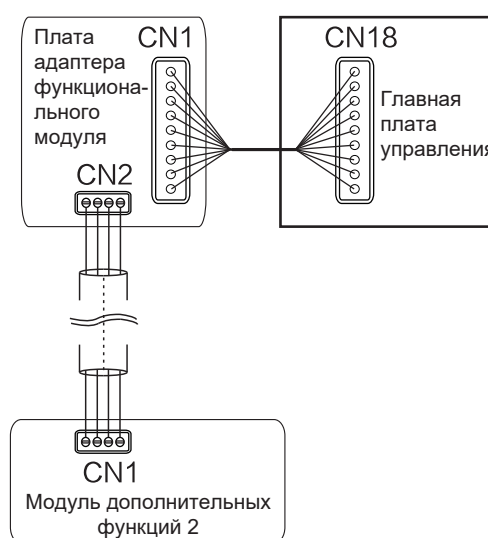 Плата
адаптера
функциона-
льного
модуля
CN1
CN2
CN18
Главная
плата
управления
CN1
Модуль дополнительных
функций 2